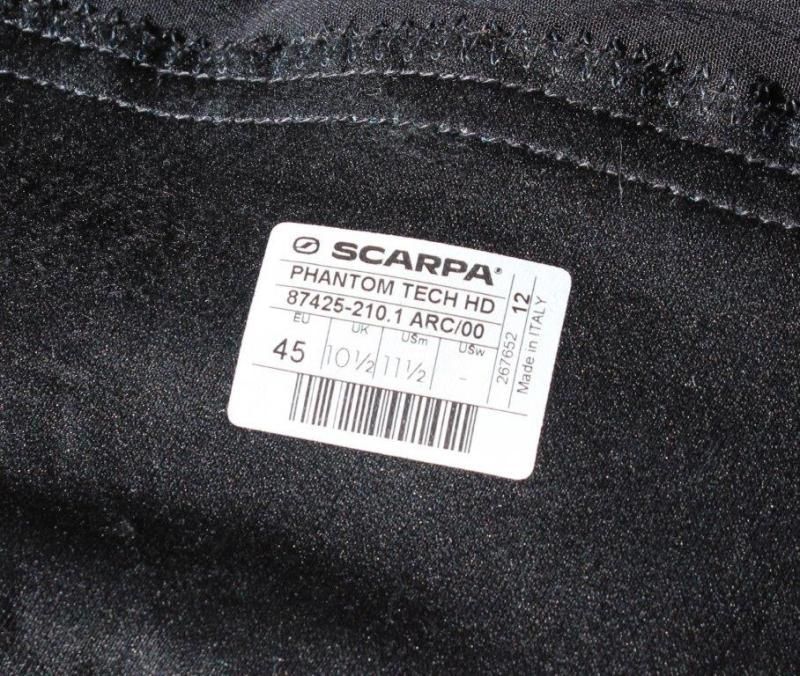 SCARPA®
PHANTOM TECH HD
87425-210.1 ARC/00
EU UK USm USw
45 10½ 11½ -
267652 12
Made in ITALY